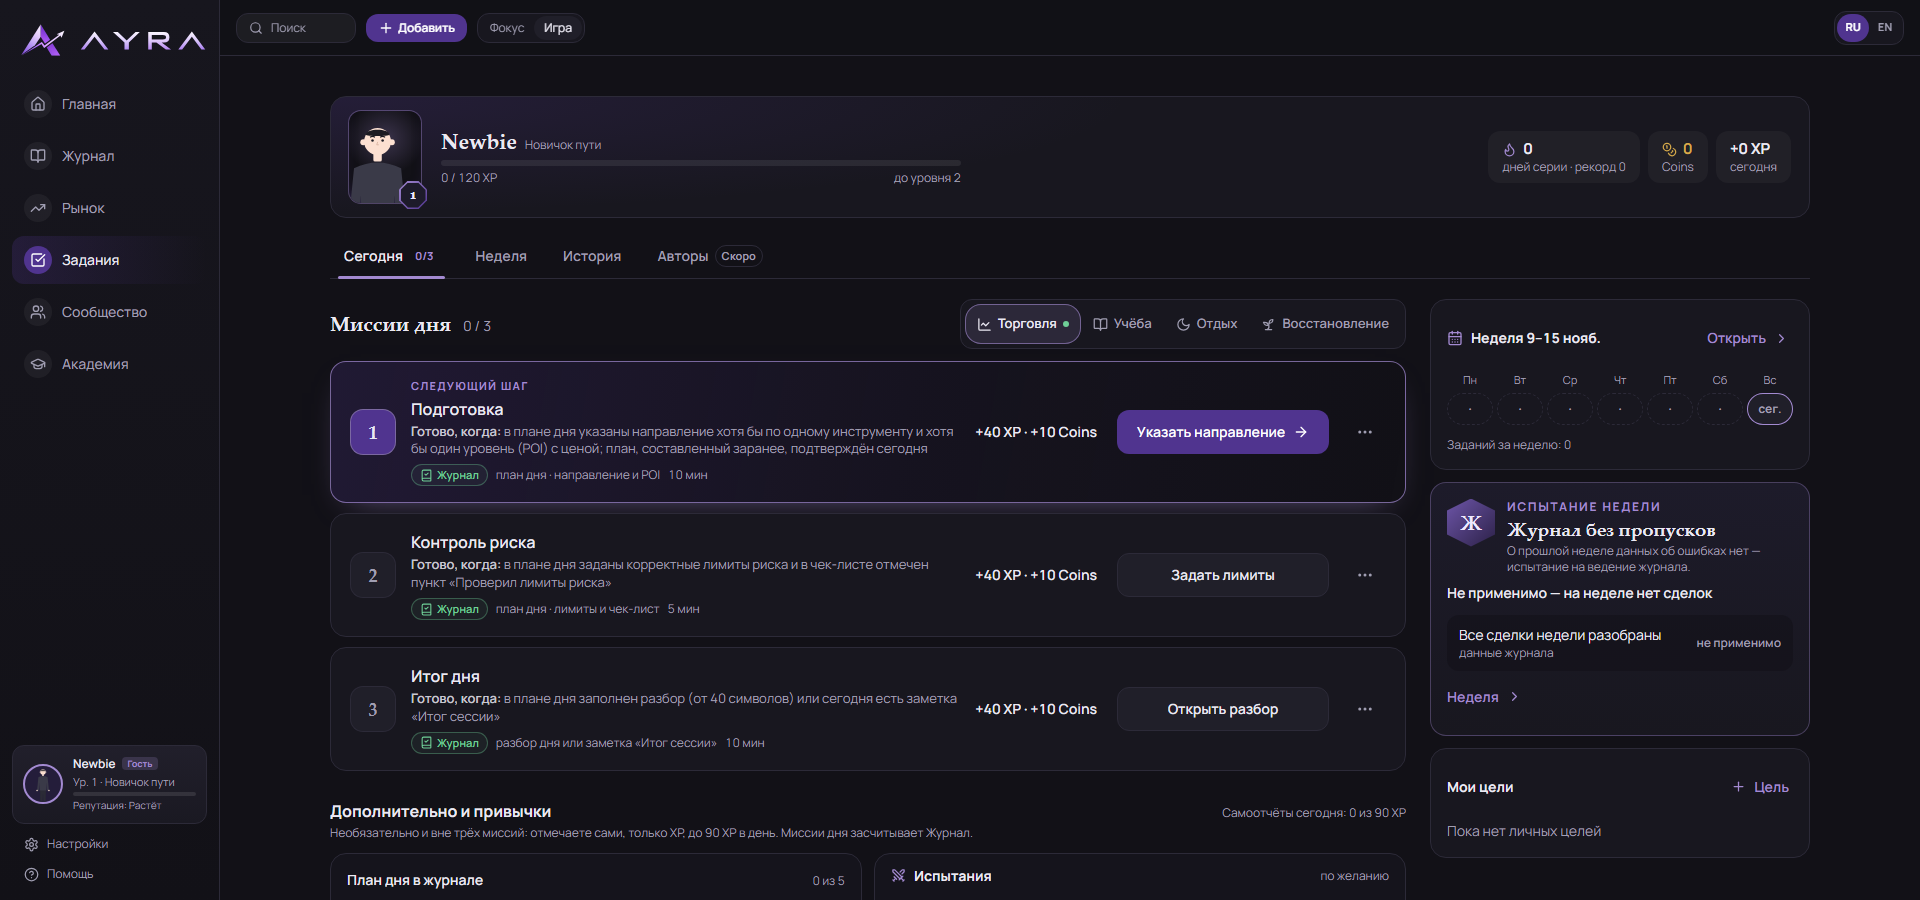 AYRA
Поиск
Добавить
Фокус
Игра
RU
EN
Главная
Журнал
Рынок
Задания
Сообщество
Академия
Newbie Гость
Ур. 1 · Новичок пути
Репутация: Растёт
Настройки
Помощь
1
Newbie Новичок пути
0 / 120 XP
до уровня 2
0
дней серии · рекорд 0
0
Coins
+0 XP
сегодня
Сегодня 0/3
Неделя
История
Авторы Скоро
Миссии дня 0 / 3
Торговля
Учёба
Отдых
Восстановление
1
СЛЕДУЮЩИЙ ШАГ
Подготовка
Готово, когда: в плане дня указаны направление хотя бы по одному инструменту и хотя
бы один уровень (POI) с ценой; план, составленный заранее, подтверждён сегодня
Журнал план дня · направление и POI 10 мин
+40 XP · +10 Coins
Указать направление
2
Контроль риска
Готово, когда: в плане дня заданы корректные лимиты риска и в чек-листе отмечен
пункт «Проверил лимиты риска»
Журнал план дня · лимиты и чек-лист 5 мин
+40 XP · +10 Coins
Задать лимиты
3
Итог дня
Готово, когда: в плане дня заполнен разбор (от 40 символов) или сегодня есть заметка
«Итог сессии»
Журнал разбор дня или заметка «Итог сессии» 10 мин
+40 XP · +10 Coins
Открыть разбор
Дополнительно и привычки
Самоотчёты сегодня: 0 из 90 XP
Необязательно и вне трёх миссий: отмечаете сами, только XP, до 90 XP в день. Миссии дня засчитывает Журнал.
План дня в журнале
0 из 5
Испытания
по желанию
Неделя 9–15 нояб.
Открыть
Пн Вт Ср Чт Пт Сб Вс
· · · · · · сег.
Заданий за неделю: 0
Ж
ИСПЫТАНИЕ НЕДЕЛИ
Журнал без пропусков
О прошлой неделе данных об ошибках нет —
испытание на ведение журнала.
Не применимо — на неделе нет сделок
Все сделки недели разобраны
данные журнала
не применимо
Неделя
Мои цели
+ Цель
Пока нет личных целей